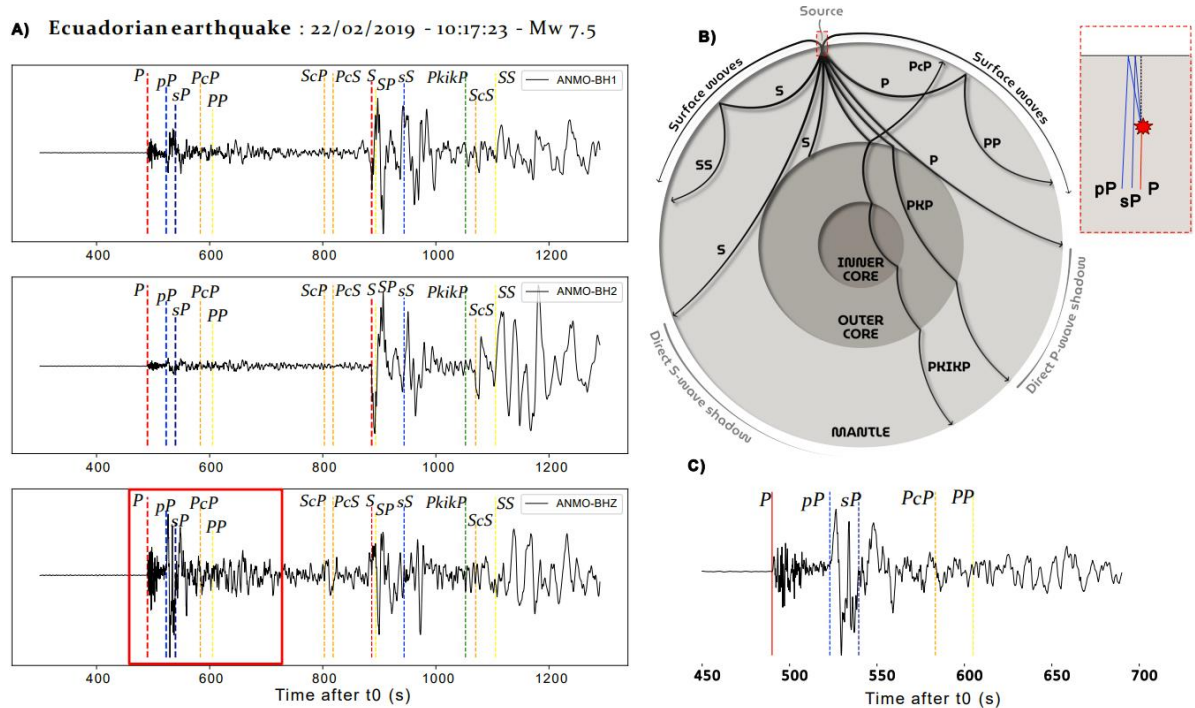 A) Ecuadorian earthquake : 22/02/2019 - 10:17:23 - Mw 7.5
P pP sP PcP PP ScP PcS S SP sS PkikP ScS SS
ANMO-BH1
400 600 800 1000 1200
P pP sP PcP PP ScP PcS S SP sS PkikP ScS SS
ANMO-BH2
400 600 800 1000 1200
P pP sP PcP PP ScP PcS S SP sS PkikP ScS SS
ANMO-BHZ
400 600 800 1000 1200
Time after t0 (s)
B)
Source
Surface waves
Surface waves
PcP
S
P
SS
S
P
PP
S
PKP
INNER
CORE
OUTER
CORE
PKIKP
MANTLE
Direct S-wave shadow
Direct P-wave shadow
pP sP P
C)
P pP sP PcP PP
450 500 550 600 650 700
Time after t0 (s)